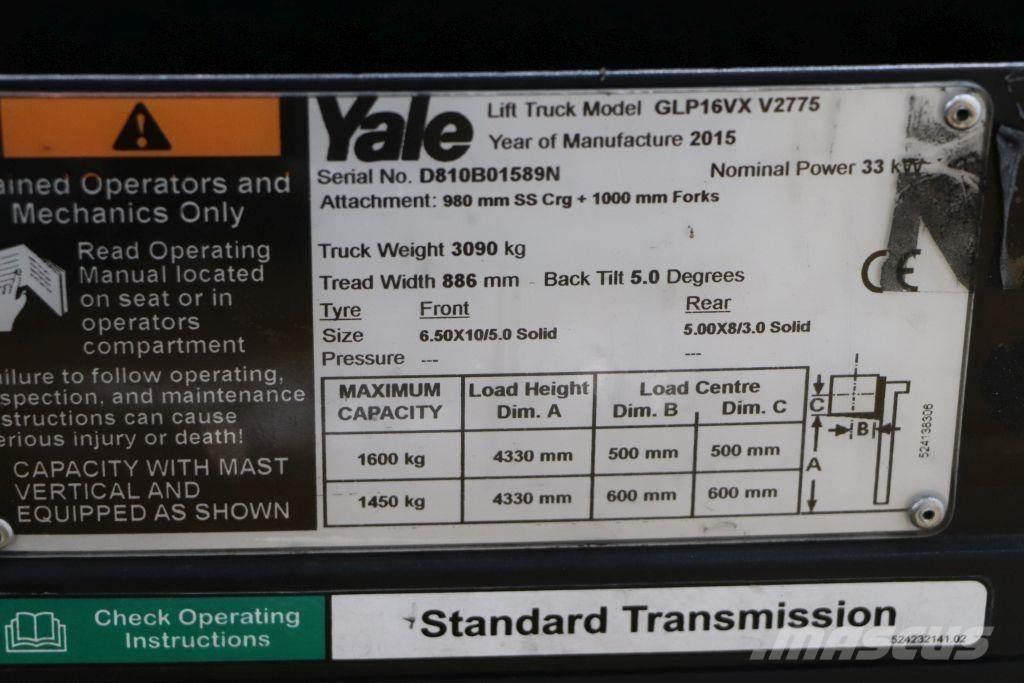 Yale
Lift Truck Model GLP16VX V2775
Year of Manufacture 2015
Serial No. D810B01589N
Nominal Power 33 kW
Attachment: 980 mm SS Crg + 1000 mm Forks
Truck Weight 3090 kg
Tread Width 886 mm Back Tilt 5.0 Degrees
Tyre Front Rear
Size 6.50X10/5.0 Solid 5.00X8/3.0 Solid
Pressure --- ---
CE
MAXIMUM CAPACITY Load Height Dim. A Load Centre Dim. B Dim. C
1600 kg 4330 mm 500 mm 500 mm
1450 kg 4330 mm 600 mm 600 mm
C
B
A
524138306
ained Operators and
Mechanics Only
Read Operating
Manual located
on seat or in
operators
compartment
ailure to follow operating,
spection, and maintenance
structions can cause
erious injury or death!
CAPACITY WITH MAST
VERTICAL AND
EQUIPPED AS SHOWN
Check Operating
Instructions
Standard Transmission
524232141.02
MASCUS